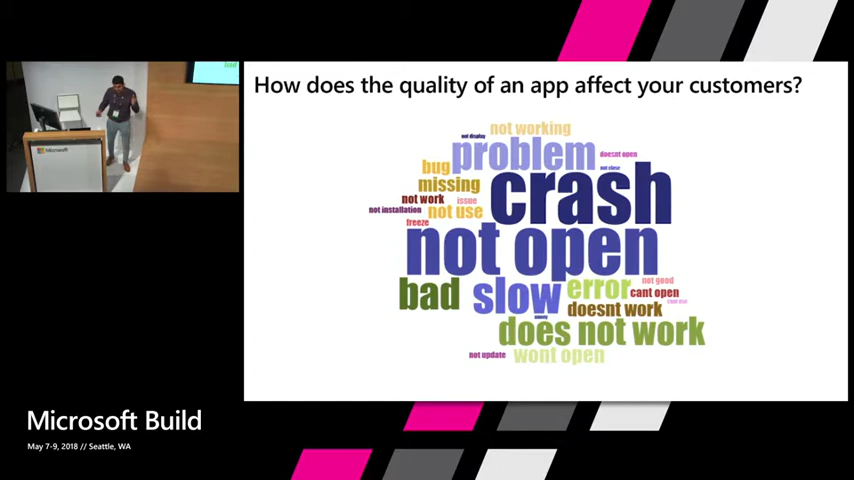 bad
Microsoft
How does the quality of an app affect your customers?
not working
not display
problem
doesnt open
not close
bug
missing
crash
not work
issue
not installation
not use
freeze
not open
not good
bad
slow
error
cant open
doesnt work
does not work
not update
wont open
Microsoft Build
May 7-9, 2018 // Seattle, WA